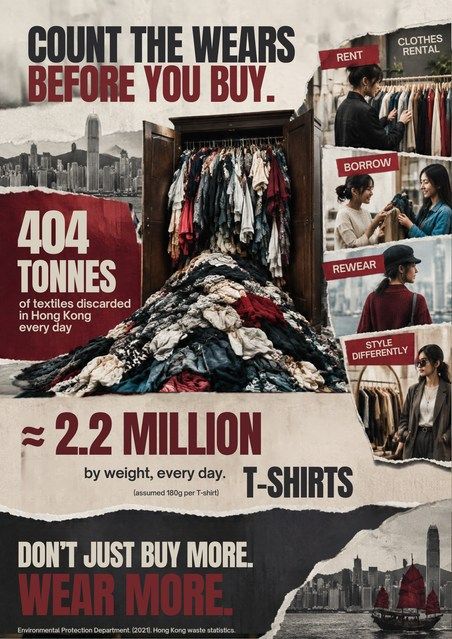 COUNT THE WEARS
BEFORE YOU BUY.
RENT
CLOTHES
RENTAL
BORROW
REWEAR
STYLE
DIFFERENTLY
404
TONNES
of textiles discarded
in Hong Kong
every day
≈ 2.2 MILLION
by weight, every day.
T-SHIRTS
(assumed 180g per T-shirt)
DON'T JUST BUY MORE.
WEAR MORE.
Environmental Protection Department. (2021). Hong Kong waste statistics.